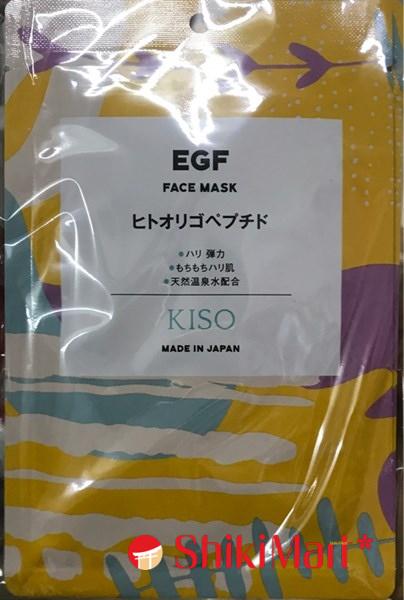 EGF
FACE MASK
ヒトオリゴペプチド
●ハリ 弾力
●もちもちハリ肌
●天然温泉水配合
KISO
MADE IN JAPAN
ShikiMari*